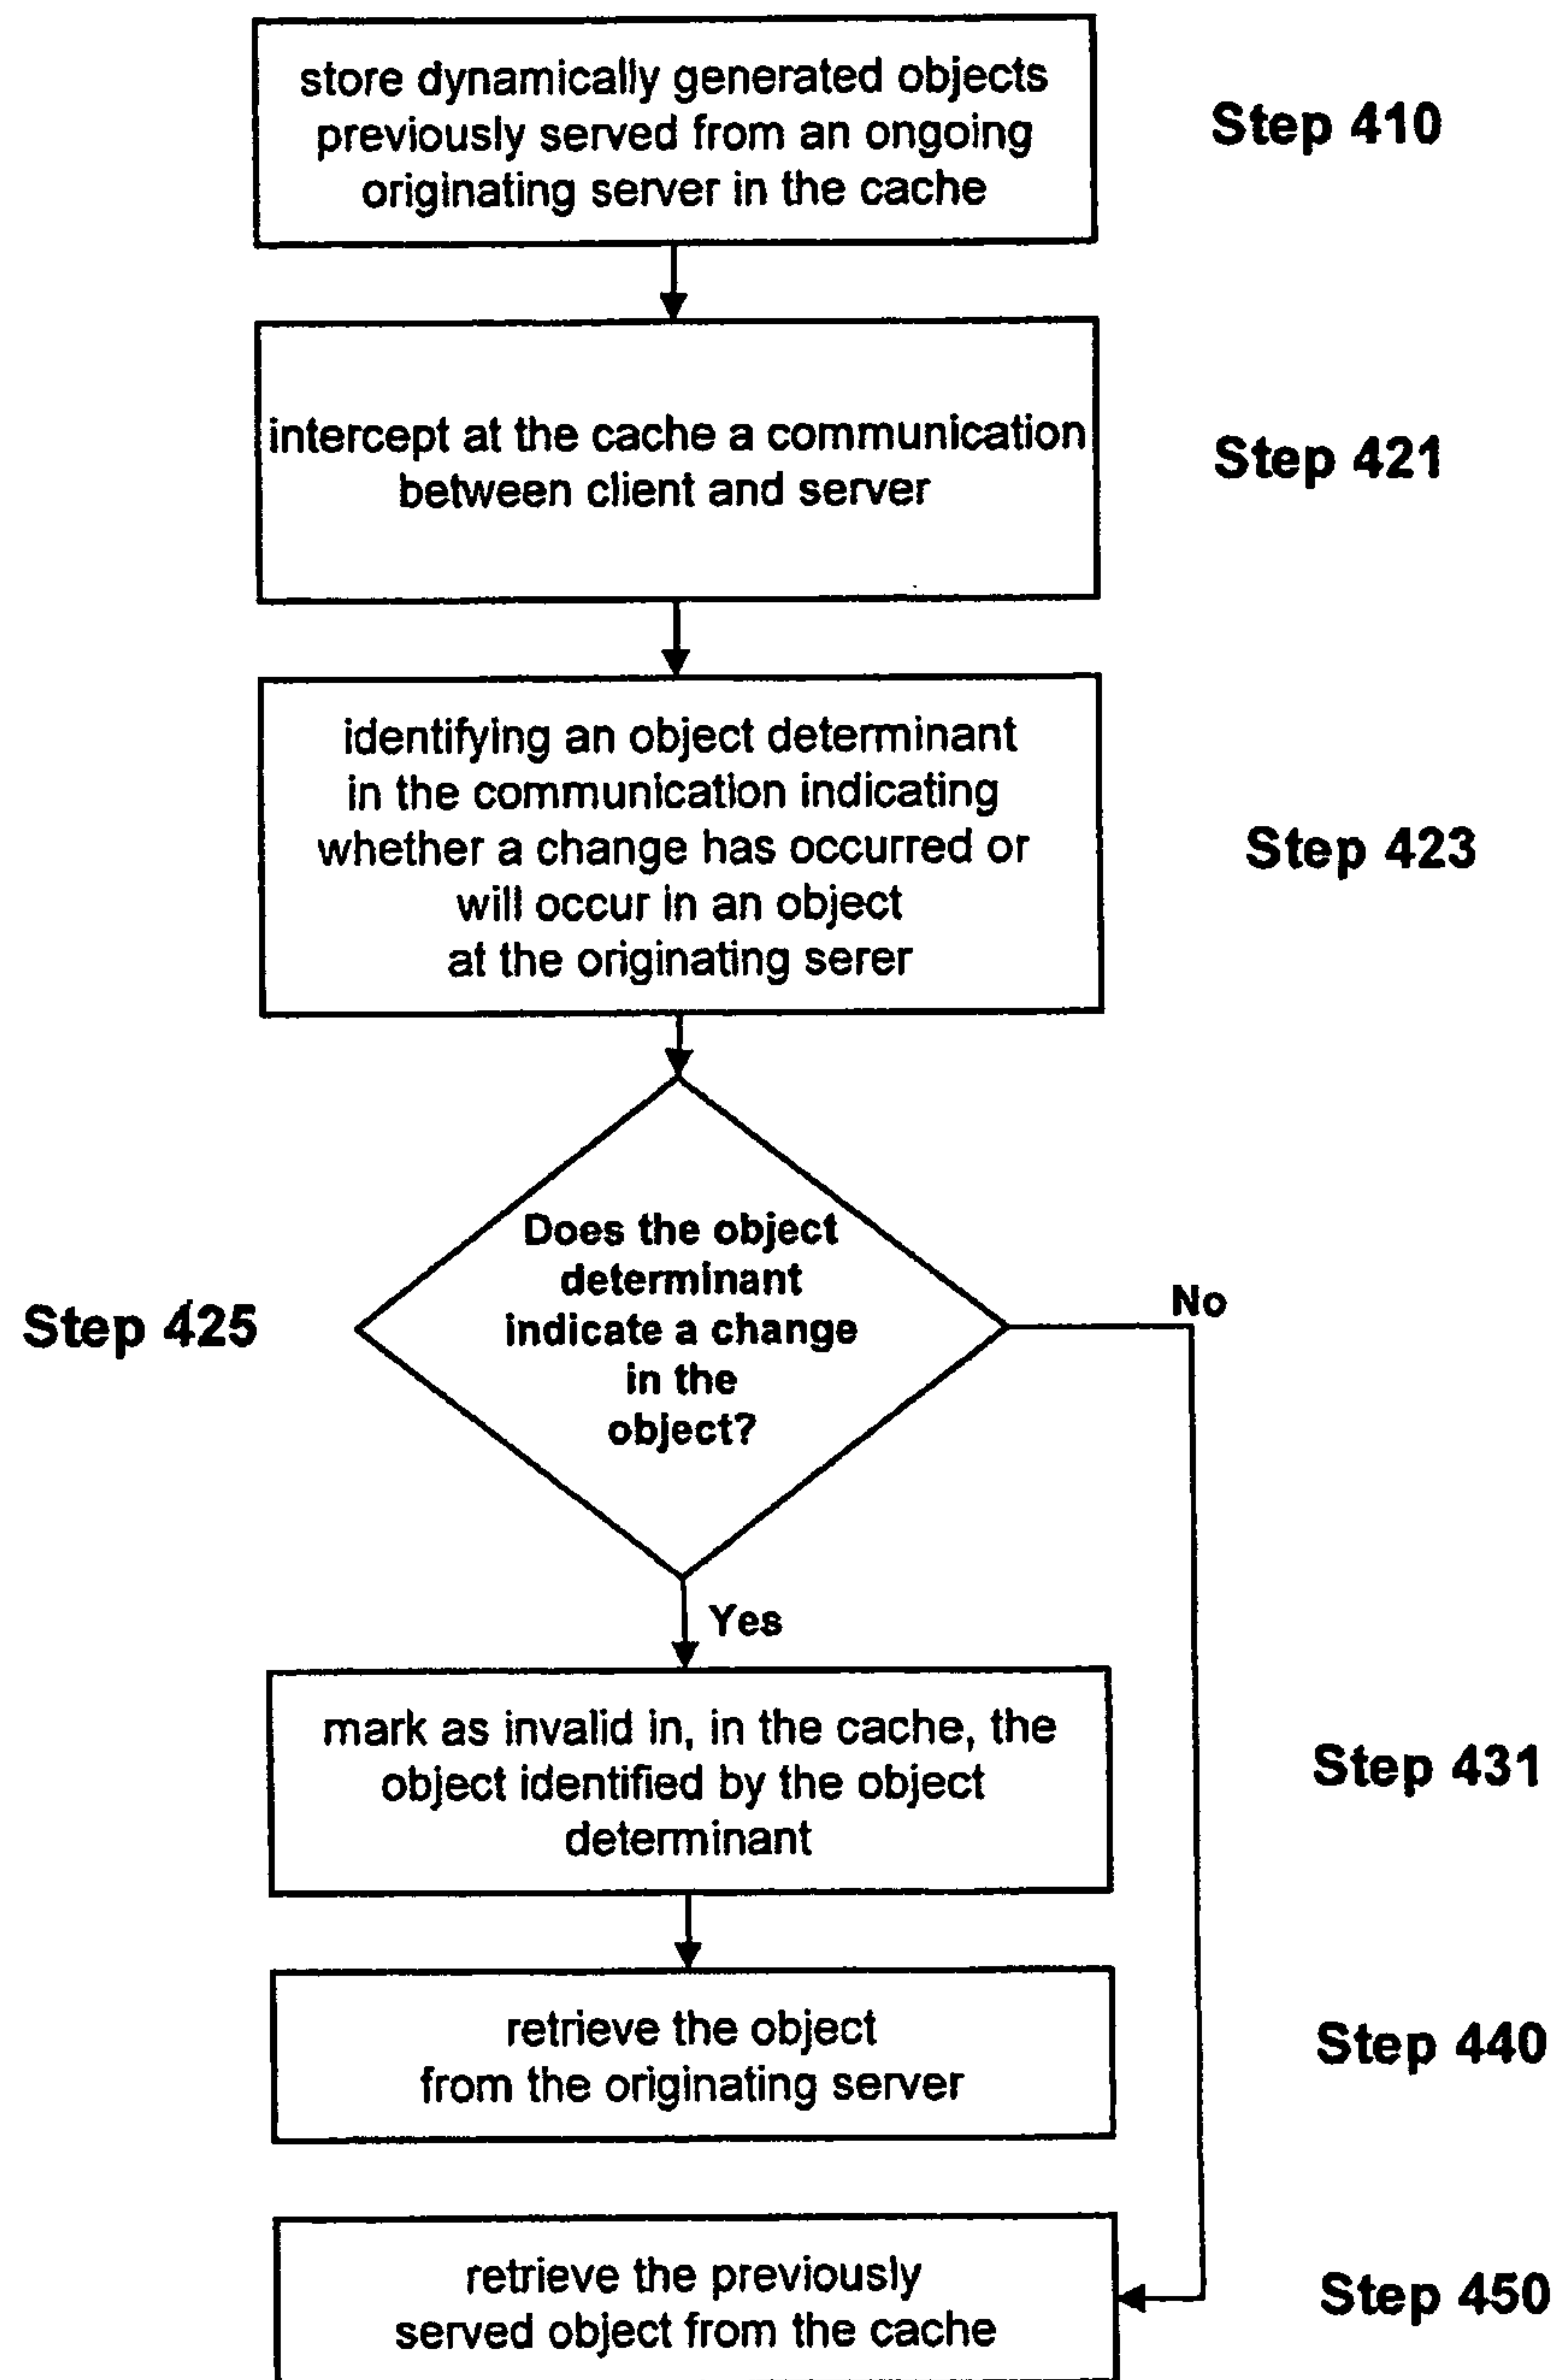 store dynamically generated objects
previously served from an ongoing
originating server in the cache
Step 410
intercept at the cache a communication
between client and server
Step 421
identifying an object determinant
in the communication indicating
whether a change has occurred or
will occur in an object
at the originating serer
Step 423
Does the object
determinant
indicate a change
in the
object?
Step 425
No
Yes
mark as invalid in, in the cache, the
object identified by the object
determinant
Step 431
retrieve the object
from the originating server
Step 440
retrieve the previously
served object from the cache
Step 450